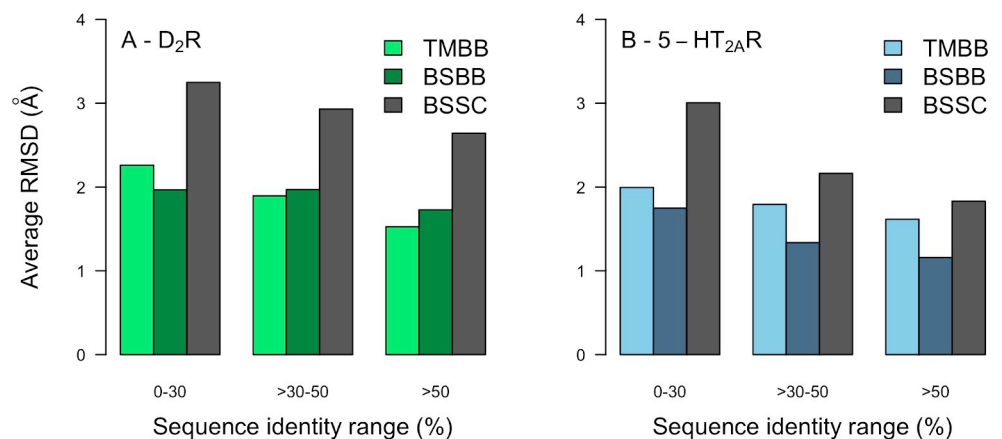 A - D₂R
TMBB
BSBB
BSSC
Average RMSD (Å)
4
3
2
1
0
0-30
>30-50
>50
Sequence identity range (%)
B - 5 – HT₂ₐR
TMBB
BSBB
BSSC
4
3
2
1
0
0-30
>30-50
>50
Sequence identity range (%)